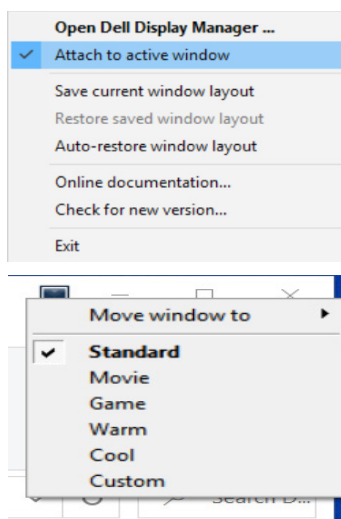 Open Dell Display Manager ...
Attach to active window
Save current window layout
Restore saved window layout
Auto-restore window layout
Online documentation...
Check for new version...
Exit
Move window to
Standard
Movie
Game
Warm
Cool
Custom
Search D...